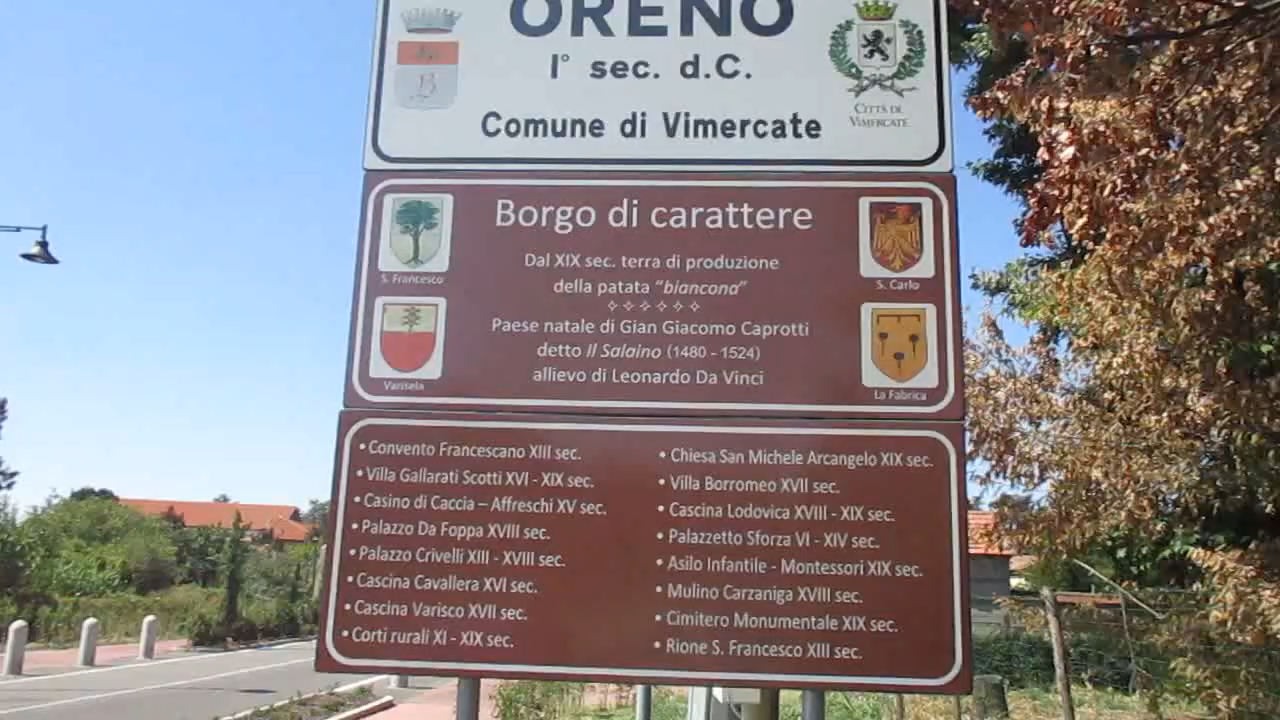 ORENO
I° sec. d.C.
Comune di Vimercate
CITTÀ DI
VIMERCATE
Borgo di carattere
Dal XIX sec. terra di produzione
della patata "biancona"
Paese natale di Gian Giacomo Caprotti
detto Il Salaino (1480 - 1524)
allievo di Leonardo Da Vinci
S. Francesco
Varisela
S. Carlo
La Fabrica
• Convento Francescano XIII sec.
• Villa Gallarati Scotti XVI - XIX sec.
• Casino di Caccia – Affreschi XV sec.
• Palazzo Da Foppa XVIII sec.
• Palazzo Crivelli XIII - XVIII sec.
• Cascina Cavallera XVI sec.
• Cascina Varisco XVII sec.
• Corti rurali XI - XIX sec.
• Chiesa San Michele Arcangelo XIX sec.
• Villa Borromeo XVII sec.
• Cascina Lodovica XVIII - XIX sec.
• Palazzetto Sforza VI - XIV sec.
• Asilo Infantile - Montessori XIX sec.
• Mulino Carzaniga XVIII sec.
• Cimitero Monumentale XIX sec.
• Rione S. Francesco XIII sec.